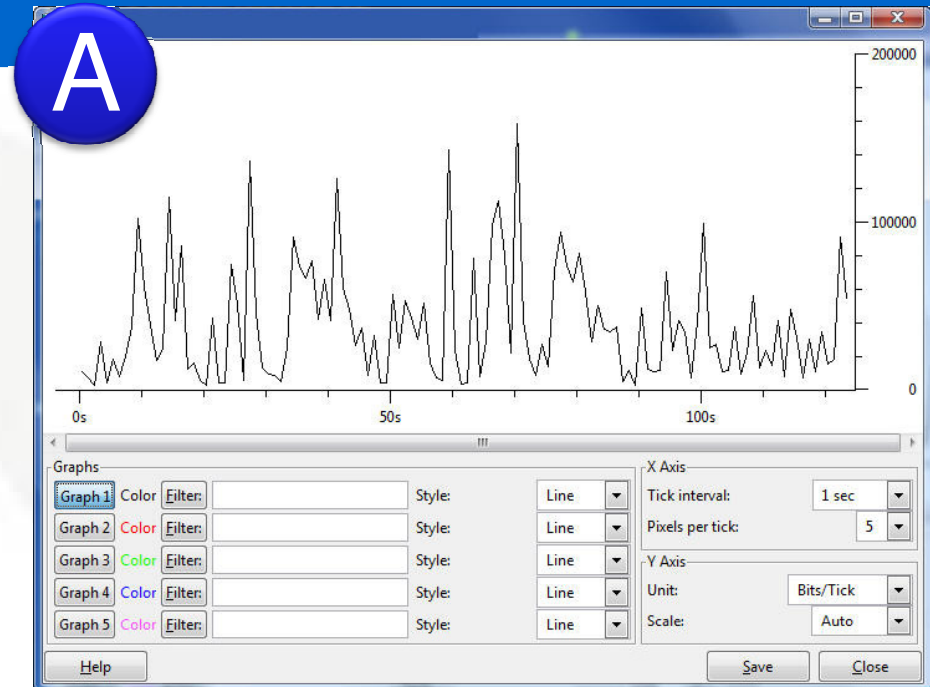 A
200000
100000
0
0s 50s 100s
Graphs
Graph 1 Color Filter: Style: Line
Graph 2 Color Filter: Style: Line
Graph 3 Color Filter: Style: Line
Graph 4 Color Filter: Style: Line
Graph 5 Color Filter: Style: Line
X Axis
Tick interval: 1 sec
Pixels per tick: 5
Y Axis
Unit: Bits/Tick
Scale: Auto
Help Save Close